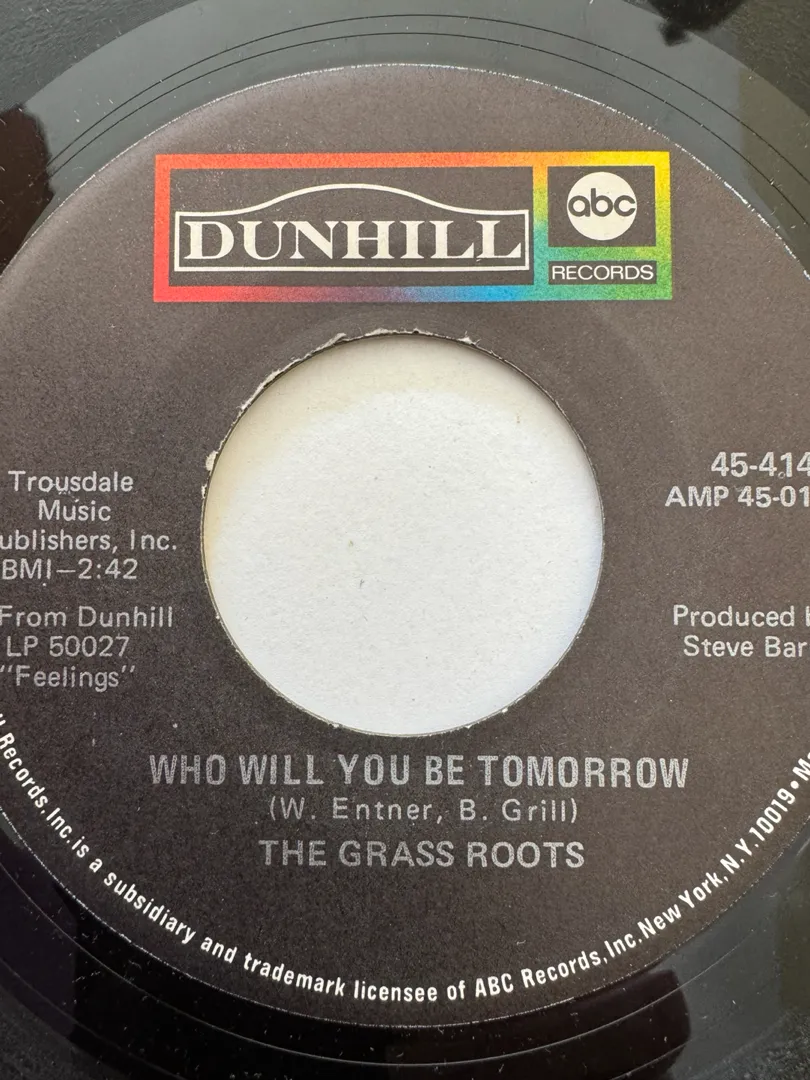 DUNHILL
abc
RECORDS
Trousdale
Music
ublishers, Inc.
BMI—2:42
From Dunhill
LP 50027
"Feelings"
45-414
AMP 45-01
Produced
Steve Bar
WHO WILL YOU BE TOMORROW
(W. Entner, B. Grill)
THE GRASS ROOTS
Records, Inc. is a subsidiary and trademark licensee of ABC Records, Inc. New York, N.Y. 10019 •